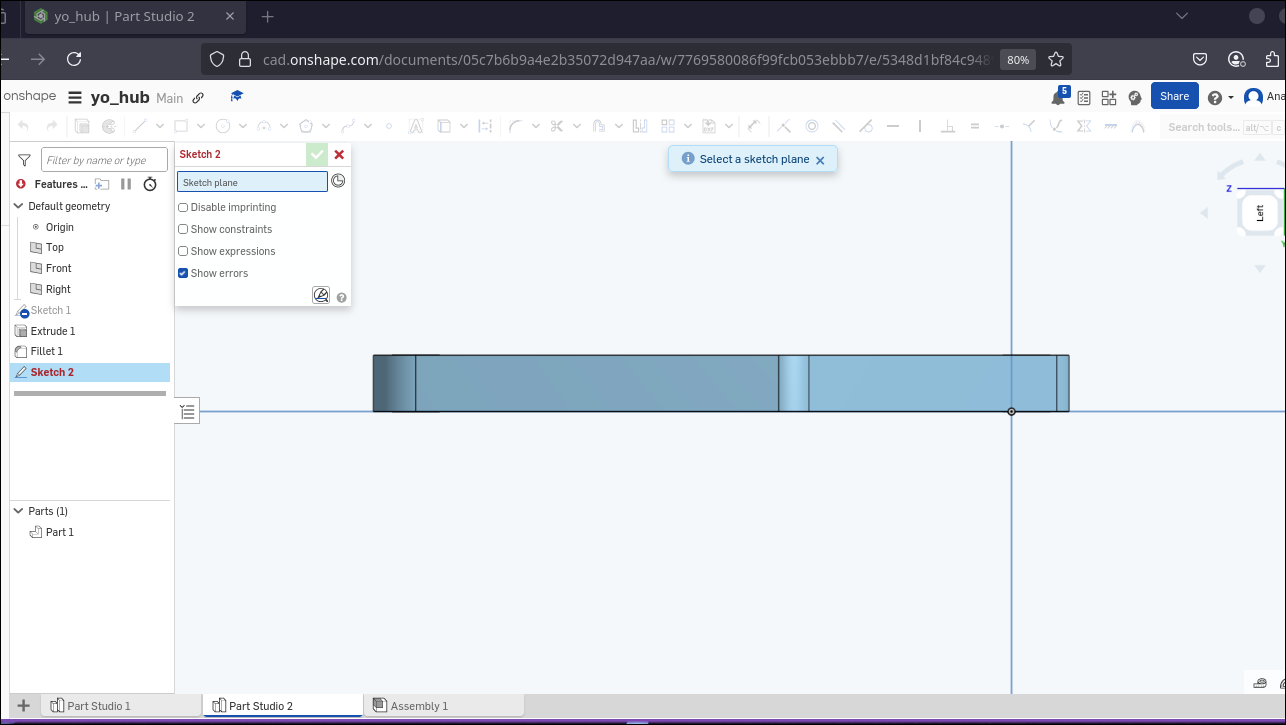 yo_hub | Part Studio 2
cad.onshape.com/documents/05c7b6b9a4e2b35072d947aa/w/7769580086f99fcb053ebbb7/e/5348d1bf84c948
80%
onshape
yo_hub Main
5
Share
Ana
Search tools... alt/⌥ c
Filter by name or type
Features ...
Default geometry
Origin
Top
Front
Right
Sketch 1
Extrude 1
Fillet 1
Sketch 2
Parts (1)
Part 1
Sketch 2
Sketch plane
Disable imprinting
Show constraints
Show expressions
Show errors
Select a sketch plane
Z
Left
Y
Part Studio 1
Part Studio 2
Assembly 1